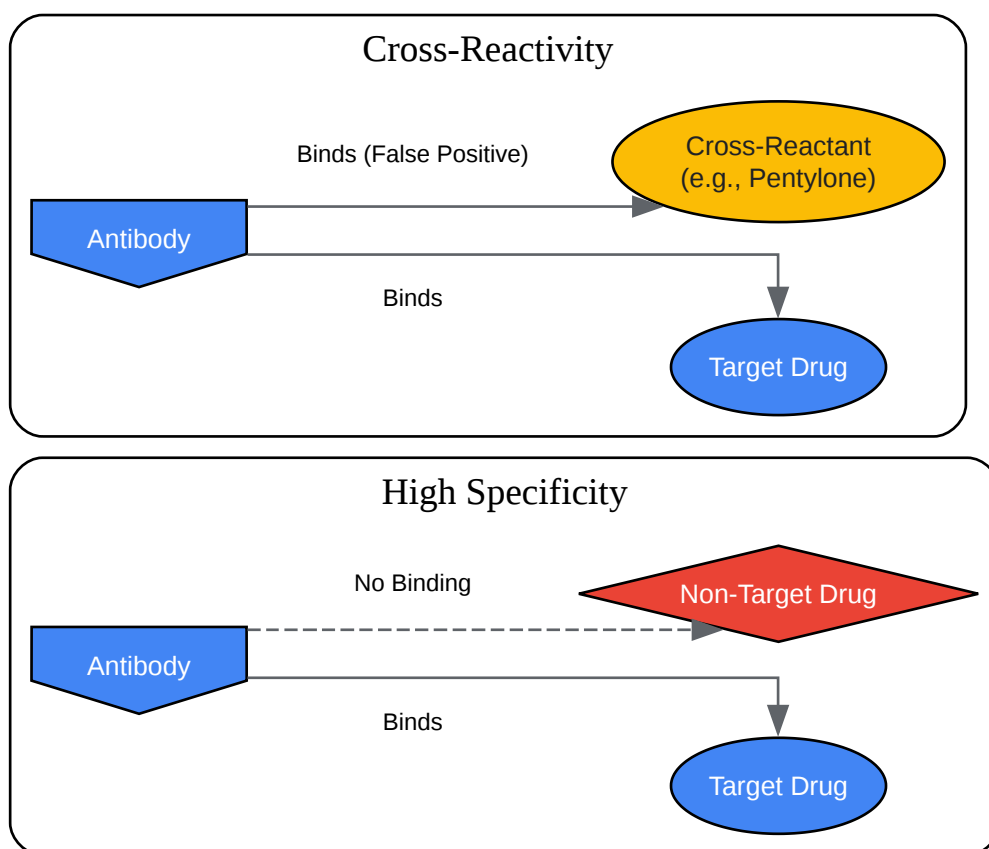 Cross-Reactivity
Binds (False Positive)
Cross-Reactant
(e.g., Pentylone)
Antibody
Binds
Target Drug
High Specificity
No Binding
Non-Target Drug
Antibody
Binds
Target Drug